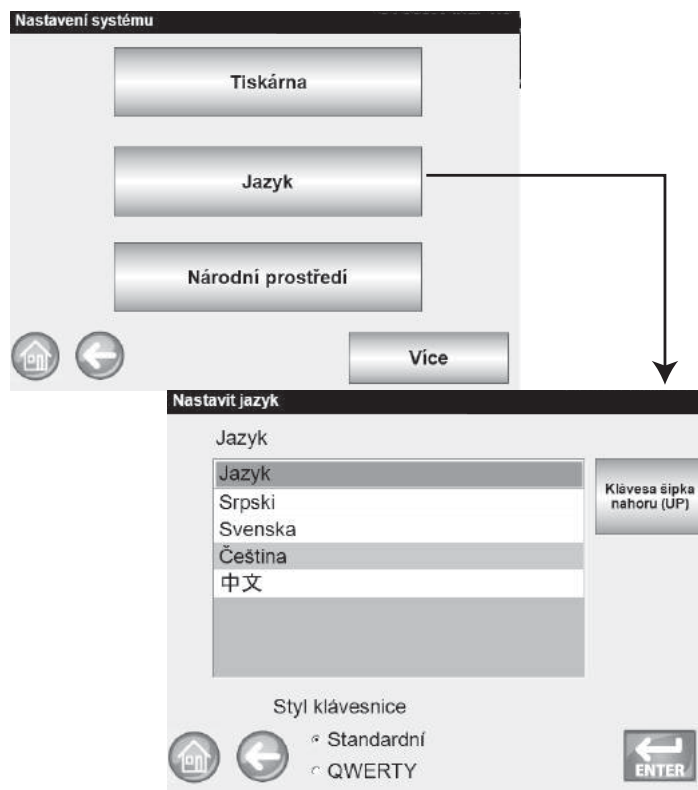 Nastavení systému
Tiskárna
Jazyk
Národní prostředí
Více
Nastavit jazyk
Jazyk
Jazyk
Srpski
Svenska
Čeština
中文
Klávesa šipka
nahoru (UP)
Styl klávesnice
Standardní
QWERTY
ENTER